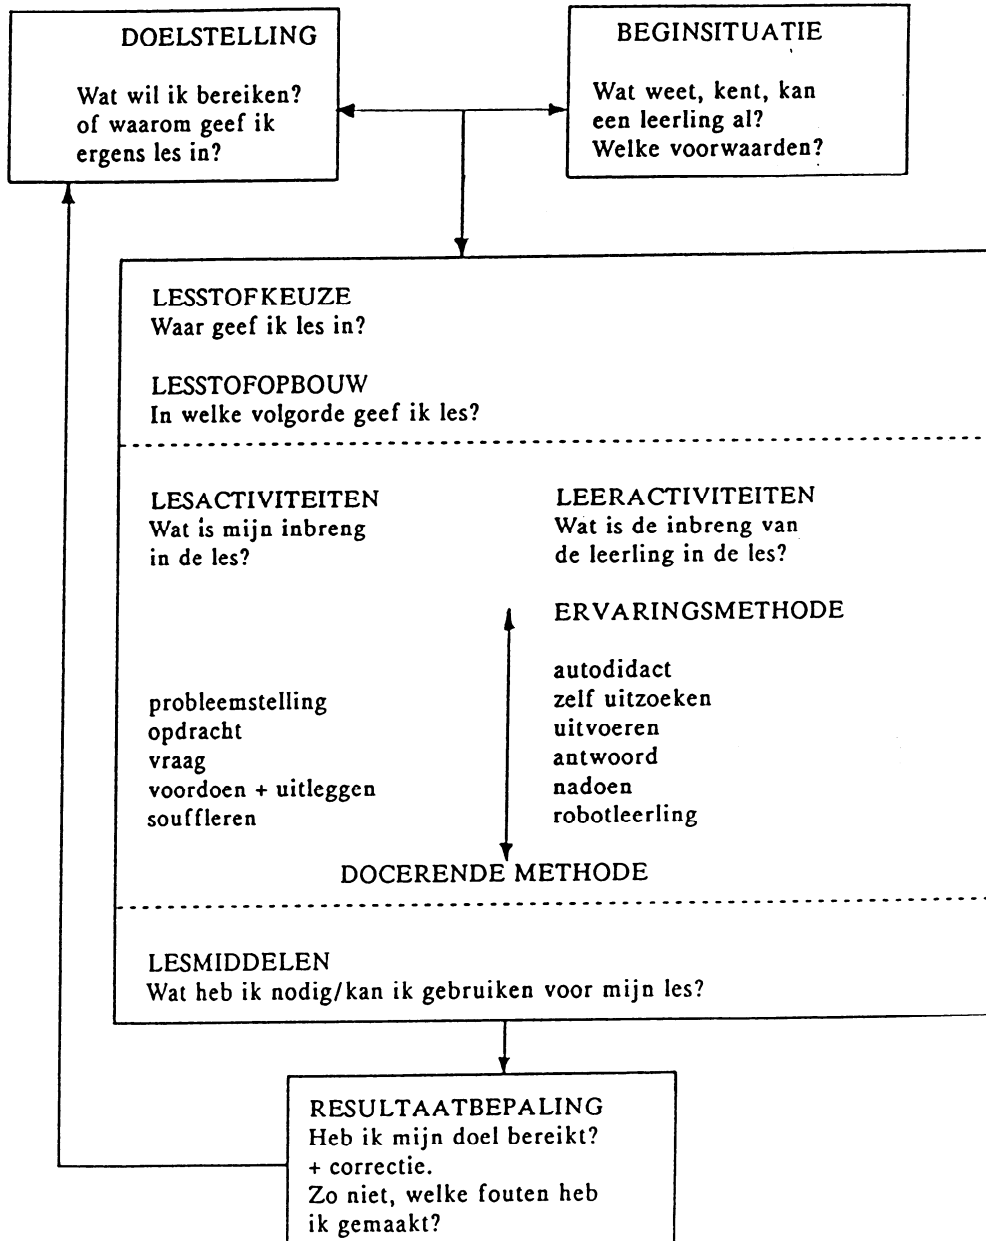 DOELSTELLING
Wat wil ik bereiken?
of waarom geef ik
ergens les in?
BEGINSITUATIE
Wat weet, kent, kan
een leerling al?
Welke voorwaarden?
LESSTOFKEUZE
Waar geef ik les in?
LESSTOFOPBOUW
In welke volgorde geef ik les?
LESACTIVITEITEN
Wat is mijn inbreng
in de les?
LEERACTIVITEITEN
Wat is de inbreng van
de leerling in de les?
ERVARINGSMETHODE
probleemstelling
opdracht
vraag
voordoen + uitleggen
souffleren
autodidact
zelf uitzoeken
uitvoeren
antwoord
nadoen
robotleerling
DOCERENDE METHODE
LESMIDDELEN
Wat heb ik nodig/kan ik gebruiken voor mijn les?
RESULTAATBEPALING
Heb ik mijn doel bereikt?
+ correctie.
Zo niet, welke fouten heb
ik gemaakt?